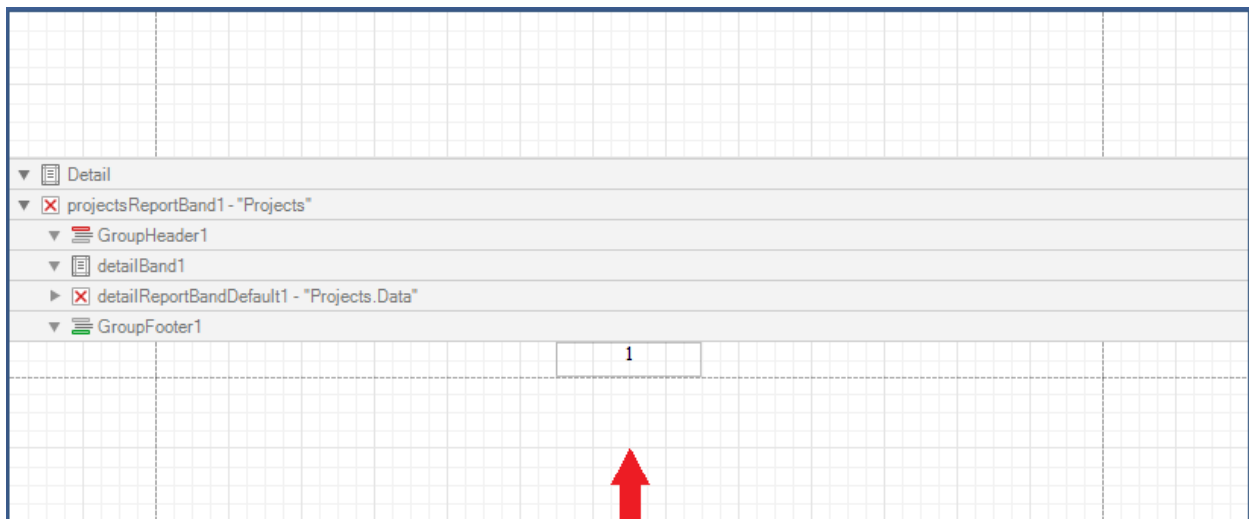 Detail
projectsReportBand1 - "Projects"
GroupHeader1
detailBand1
detailReportBandDefault1 - "Projects.Data"
GroupFooter1
1